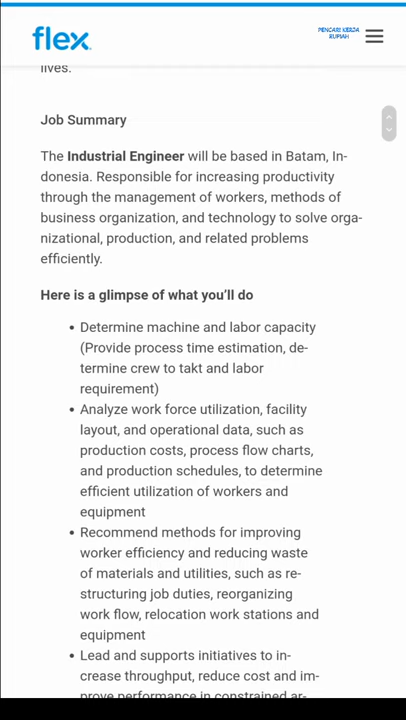 flex
PENCARI KERJA
RUPIAH
lives.
Job Summary
The Industrial Engineer will be based in Batam, In-
donesia. Responsible for increasing productivity
through the management of workers, methods of
business organization, and technology to solve orga-
nizational, production, and related problems
efficiently.
Here is a glimpse of what you'll do
• Determine machine and labor capacity
(Provide process time estimation, de-
termine crew to takt and labor
requirement)
• Analyze work force utilization, facility
layout, and operational data, such as
production costs, process flow charts,
and production schedules, to determine
efficient utilization of workers and
equipment
• Recommend methods for improving
worker efficiency and reducing waste
of materials and utilities, such as re-
structuring job duties, reorganizing
work flow, relocation work stations and
equipment
• Lead and supports initiatives to in-
crease throughput, reduce cost and im-
prove performance in constrained ar-